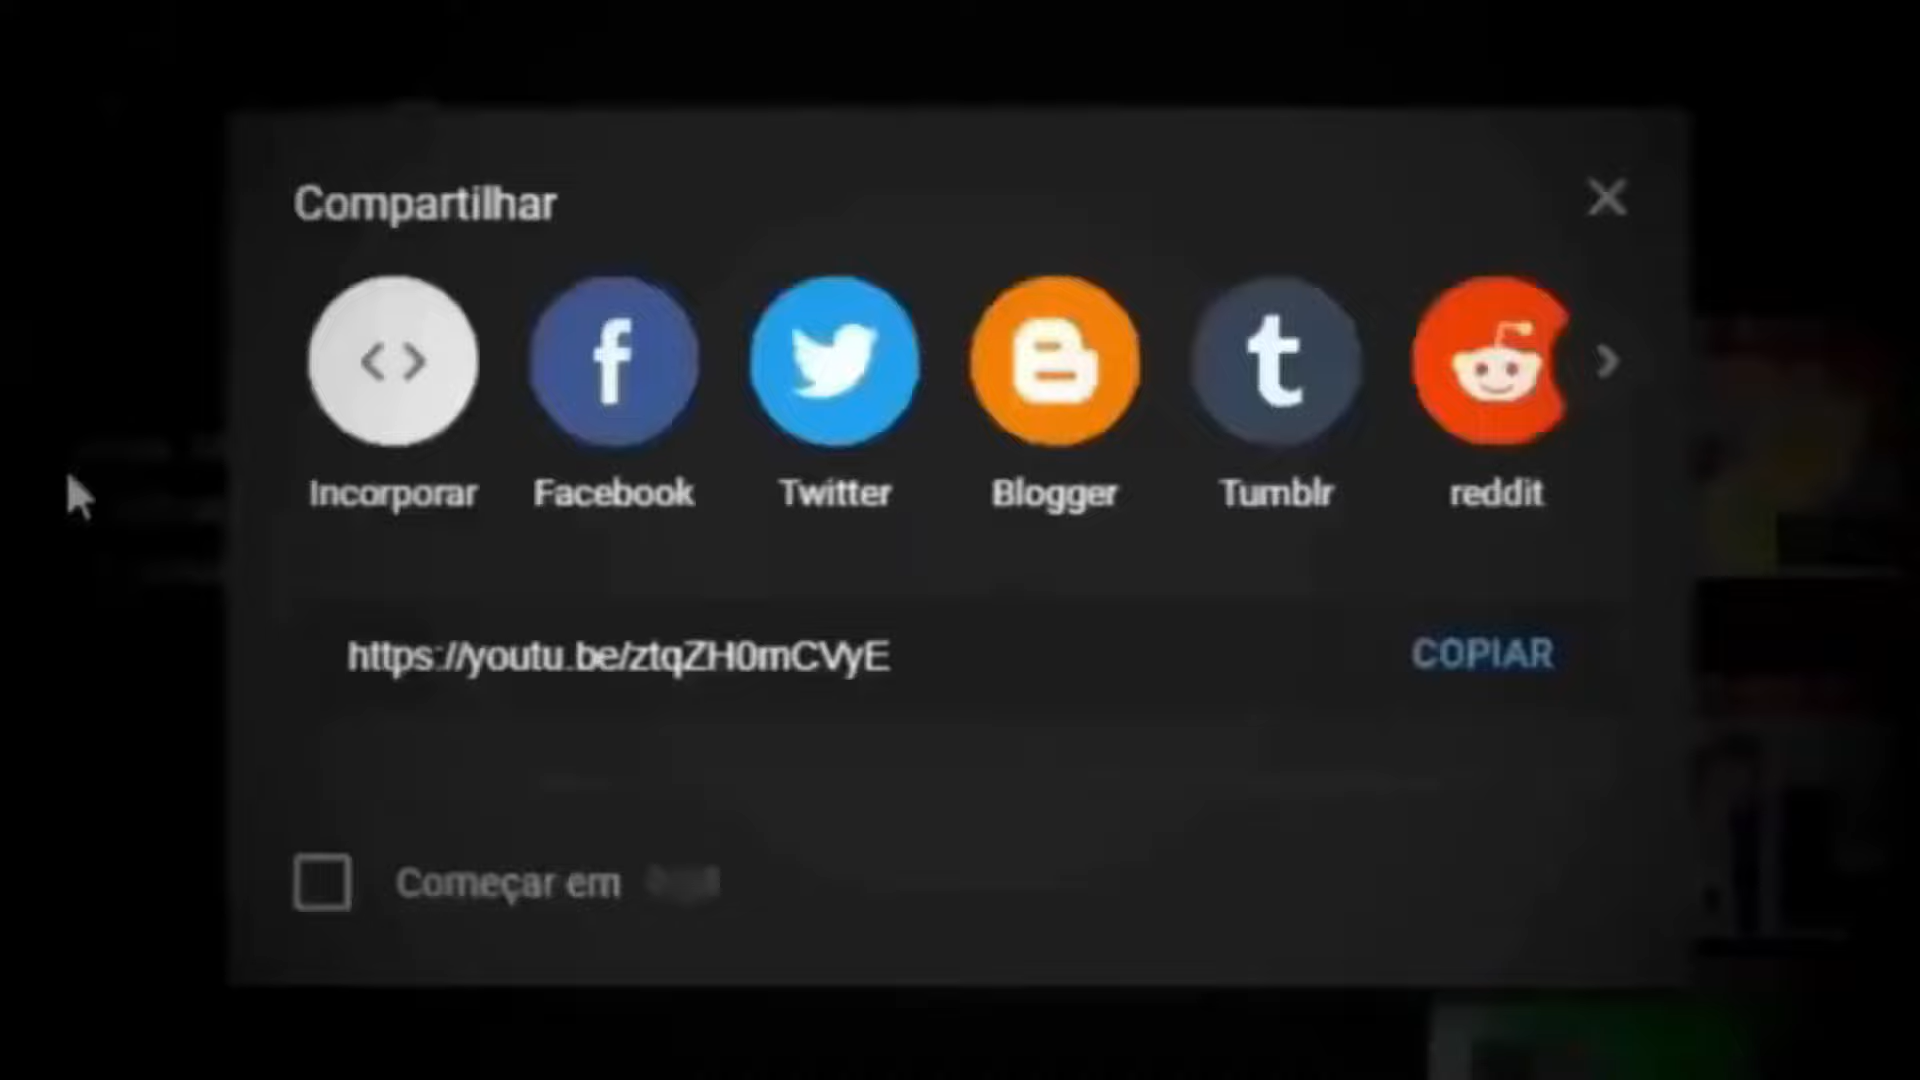 Compartilhar
Incorporar Facebook Twitter Blogger Tumblr reddit
https://youtu.be/ztqZH0mCVyE COPIAR
Começar em